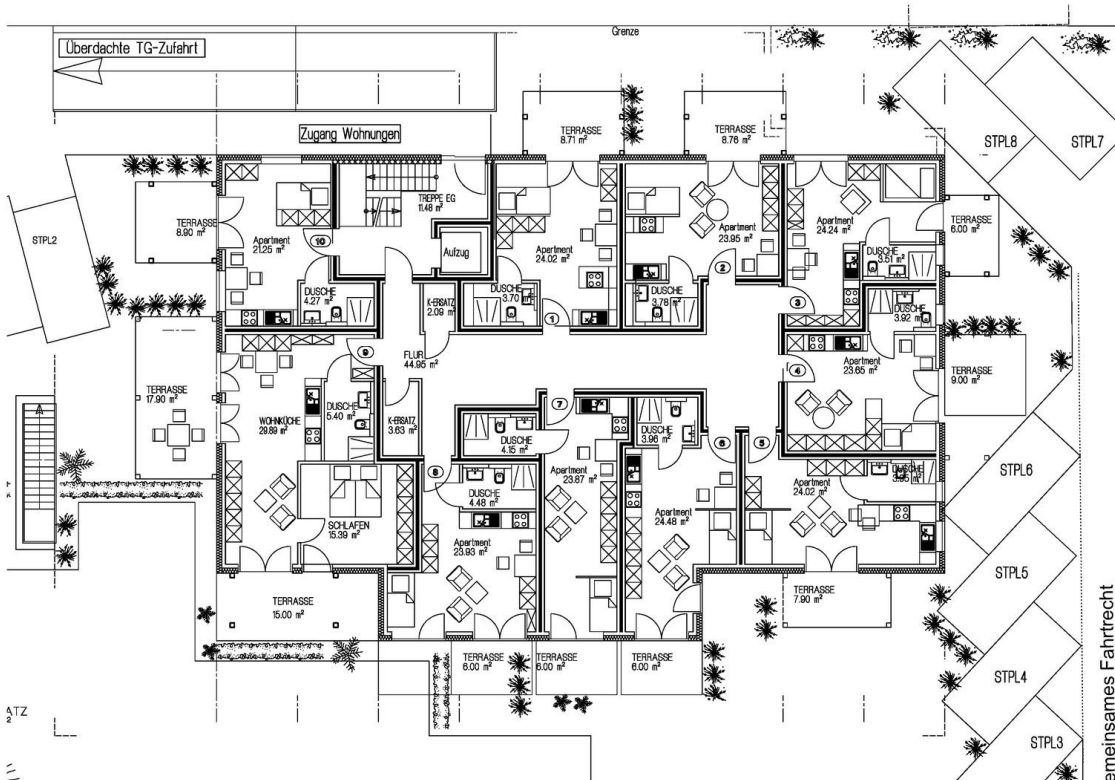 Überdachte TG-Zufahrt
Grenze
Zugang Wohnungen
TERRASSE
8.71 m²
TERRASSE
8.76 m²
STPL8
STPL7
STPL2
TERRASSE
8.90 m²
Apartment
21.25 m²
10
TREPPE EG
11.48 m²
Aufzug
Apartment
24.02 m²
Apartment
23.95 m²
2
Apartment
24.24 m²
TERRASSE
6.00 m²
DUSCHE
3.51 m²
DUSCHE
4.27 m²
K-ERSATZ
2.09 m²
DUSCHE
3.70 m²
1
DUSCHE
3.78 m²
3
DUSCHE
3.92 m²
FLUR
44.95 m²
9
4
Apartment
23.65 m²
TERRASSE
9.00 m²
TERRASSE
17.90 m²
WOHNKÜCHE
29.89 m²
DUSCHE
5.40 m²
K-ERSATZ
3.63 m²
7
DUSCHE
4.15 m²
DUSCHE
3.96 m²
6
5
8
DUSCHE
4.48 m²
Apartment
23.87 m²
Apartment
24.02 m²
DUSCHE
STPL6
SCHLAFEN
15.39 m²
Apartment
23.93 m²
Apartment
24.48 m²
STPL5
TERRASSE
15.00 m²
TERRASSE
7.90 m²
TERRASSE
6.00 m²
TERRASSE
6.00 m²
TERRASSE
6.00 m²
STPL4
STPL3
ATZ
emeinsames Fahrtrecht